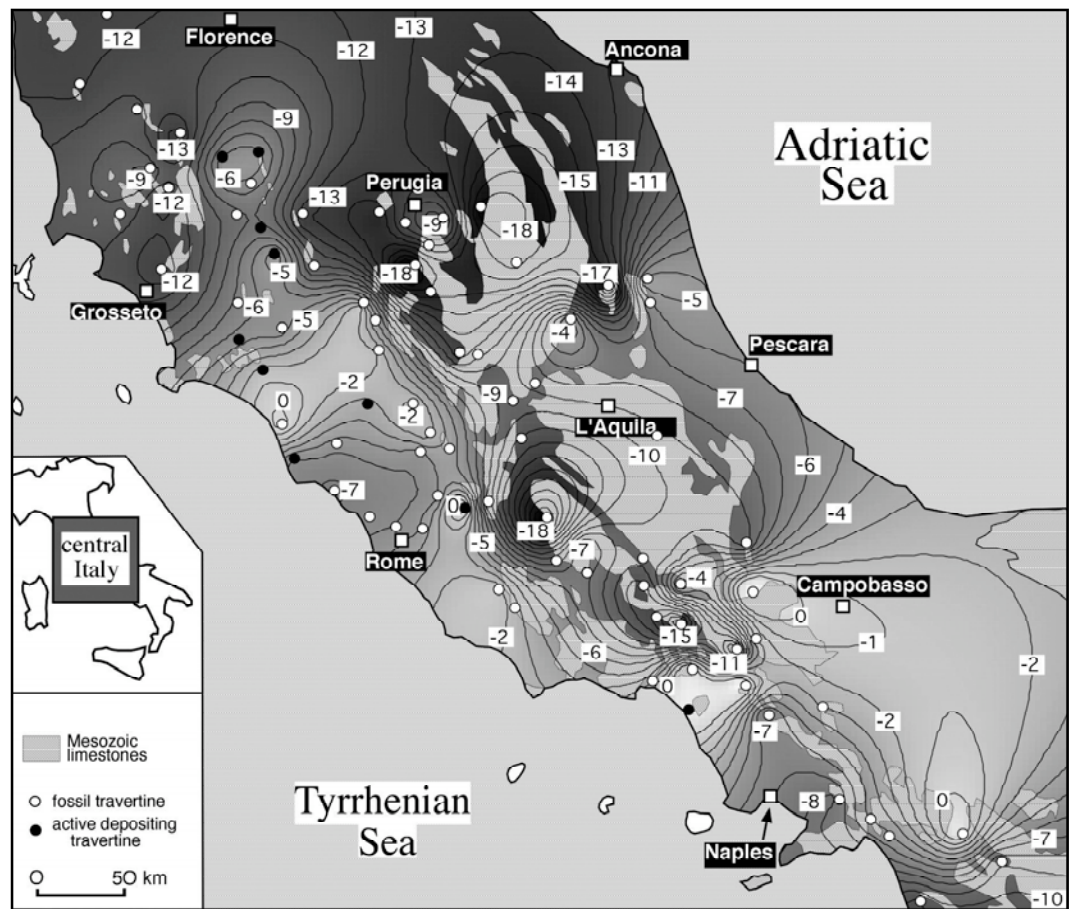 -12
Florence
-13
-12
Ancona
-14
-9
Adriatic
Sea
-13
-13
-15
-11
-9
-6
Perugia
-13
-12
-9
-18
-5
-18
-17
-12
-6
-5
-5
Grosseto
-4
Pescara
-2
0
-2
-9
-7
L'Aquila
-10
-6
-7
0
-18
-4
-5
-7
Rome
central
Italy
-4
Campobasso
0
-2
-15
-1
-6
-11
-2
0
-2
-7
Mesozoic
limestones
fossil travertine
active depositing
travertine
Tyrrhenian
Sea
-8
0
-7
Naples
0 50 km
-10